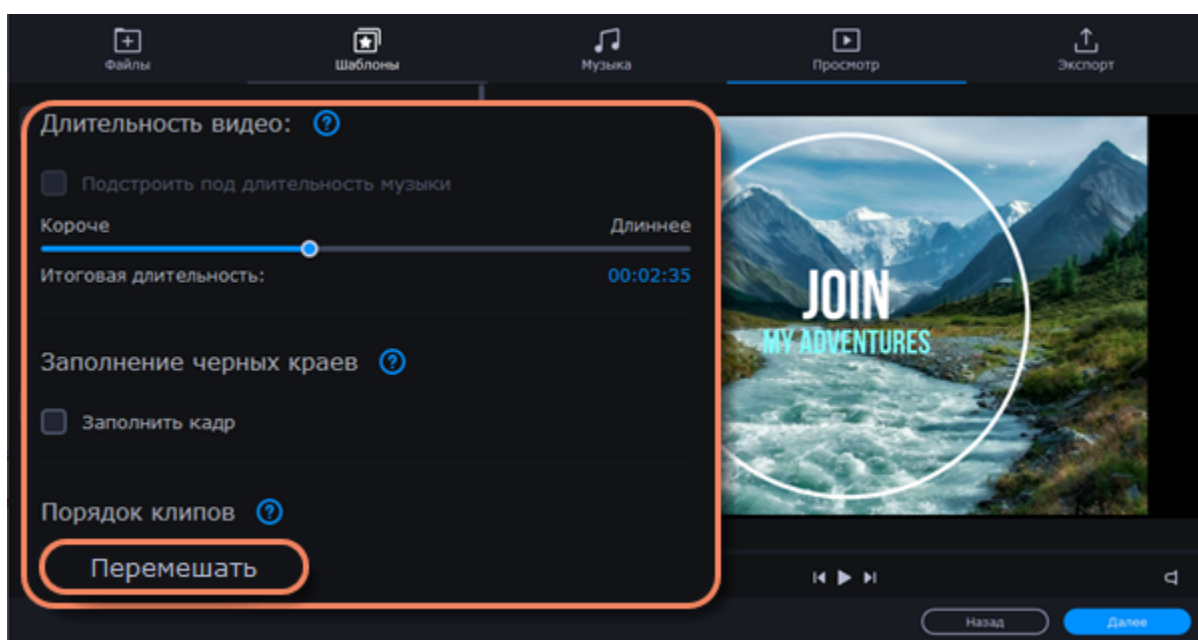 Файлы
Шаблоны
Музыка
Просмотр
Экспорт
Длительность видео: ?
Подстроить под длительность музыки
Короче Длиннее
Итоговая длительность: 00:02:35
Заполнение черных краев ?
Заполнить кадр
Порядок клипов ?
Перемешать
JOIN
MY ADVENTURES
Назад
Далее